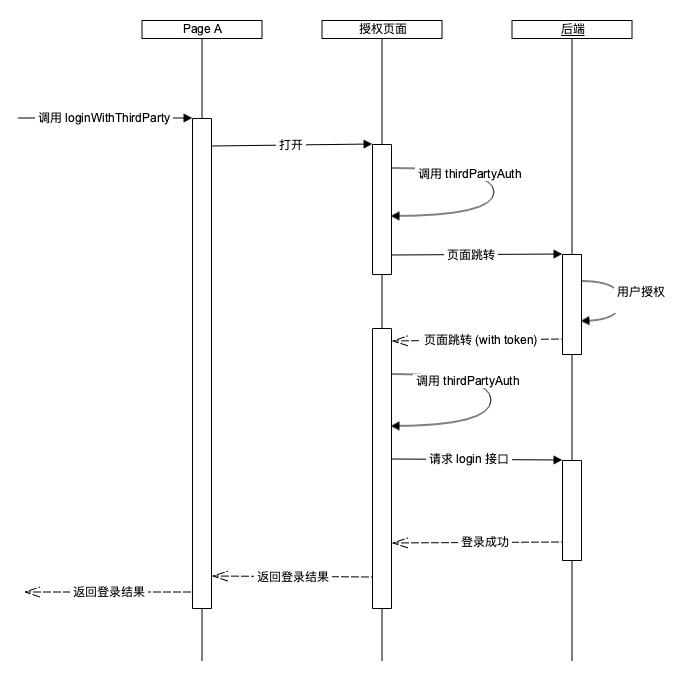 Page A
授权页面
后端
调用 loginWithThirdParty
打开
调用 thirdPartyAuth
页面跳转
用户授权
页面跳转 (with token)
调用 thirdPartyAuth
请求 login 接口
登录成功
返回登录结果
返回登录结果